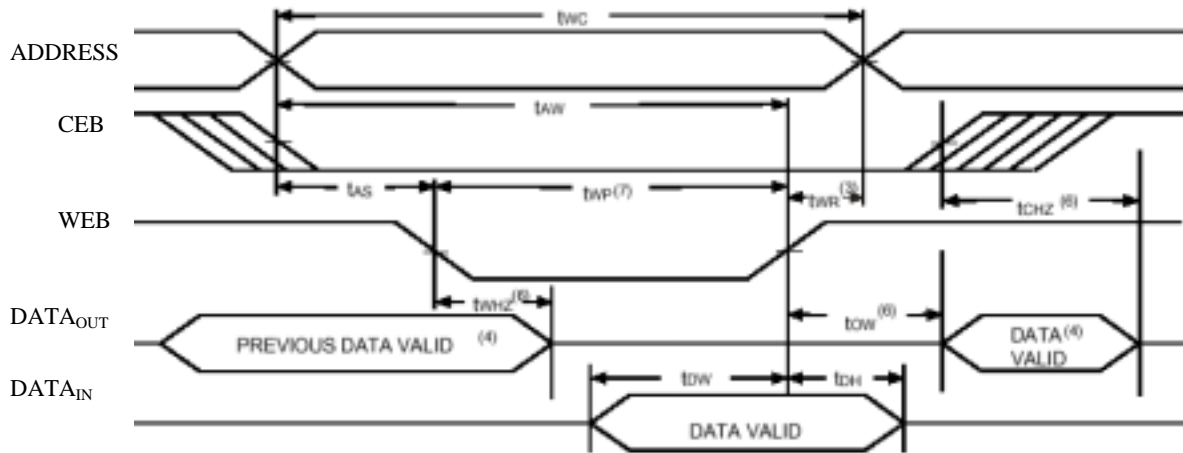 tWC
ADDRESS
tAW
CEB
tAS
tWP(7)
tWR(3)
tCHZ(6)
WEB
tWHZ(6)
tOW(6)
DATAOUT
PREVIOUS DATA VALID (4)
DATA(4)
VALID
DATAIN
tDW
tDH
DATA VALID